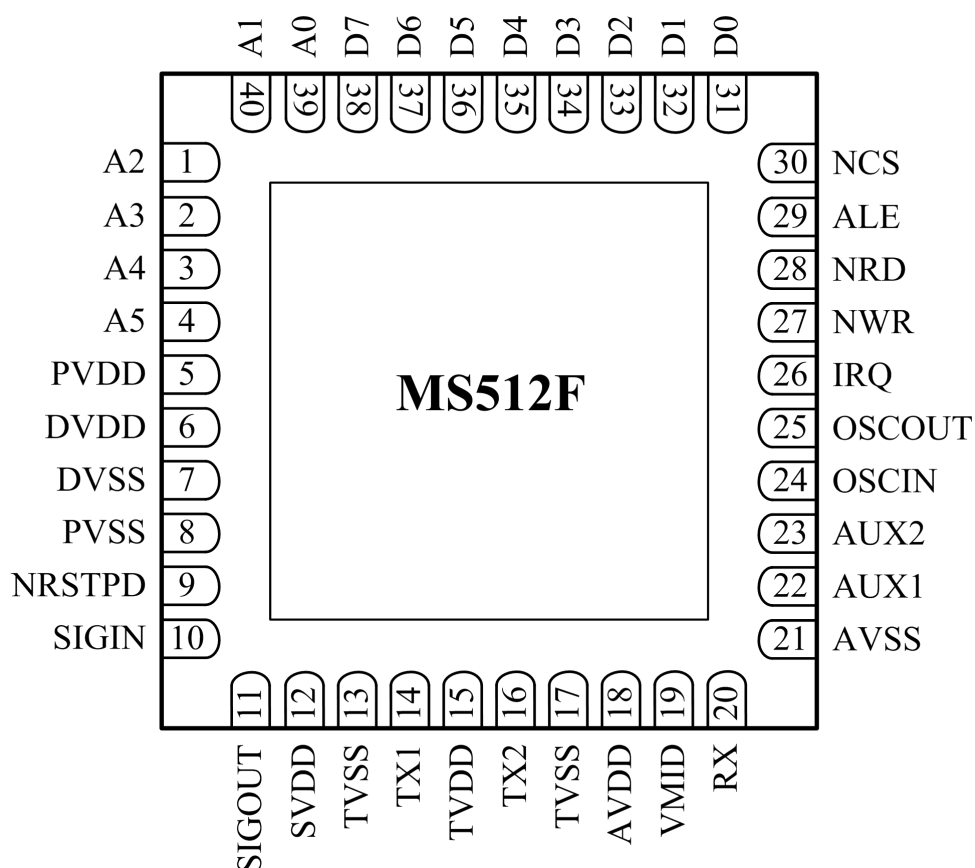 A1 A0 D7 D6 D5 D4 D3 D2 D1 D0
40 39 38 37 36 35 34 33 32 31
A2 1 30 NCS
A3 2 29 ALE
A4 3 28 NRD
A5 4 27 NWR
PVDD 5 26 IRQ
MS512F
DVDD 6 25 OSCOUT
DVSS 7 24 OSCIN
PVSS 8 23 AUX2
NRSTPD 9 22 AUX1
SIGIN 10 21 AVSS
11 12 13 14 15 16 17 18 19 20
SIGOUT SVDD TVSS TX1 TVDD TX2 TVSS AVDD VMID RX